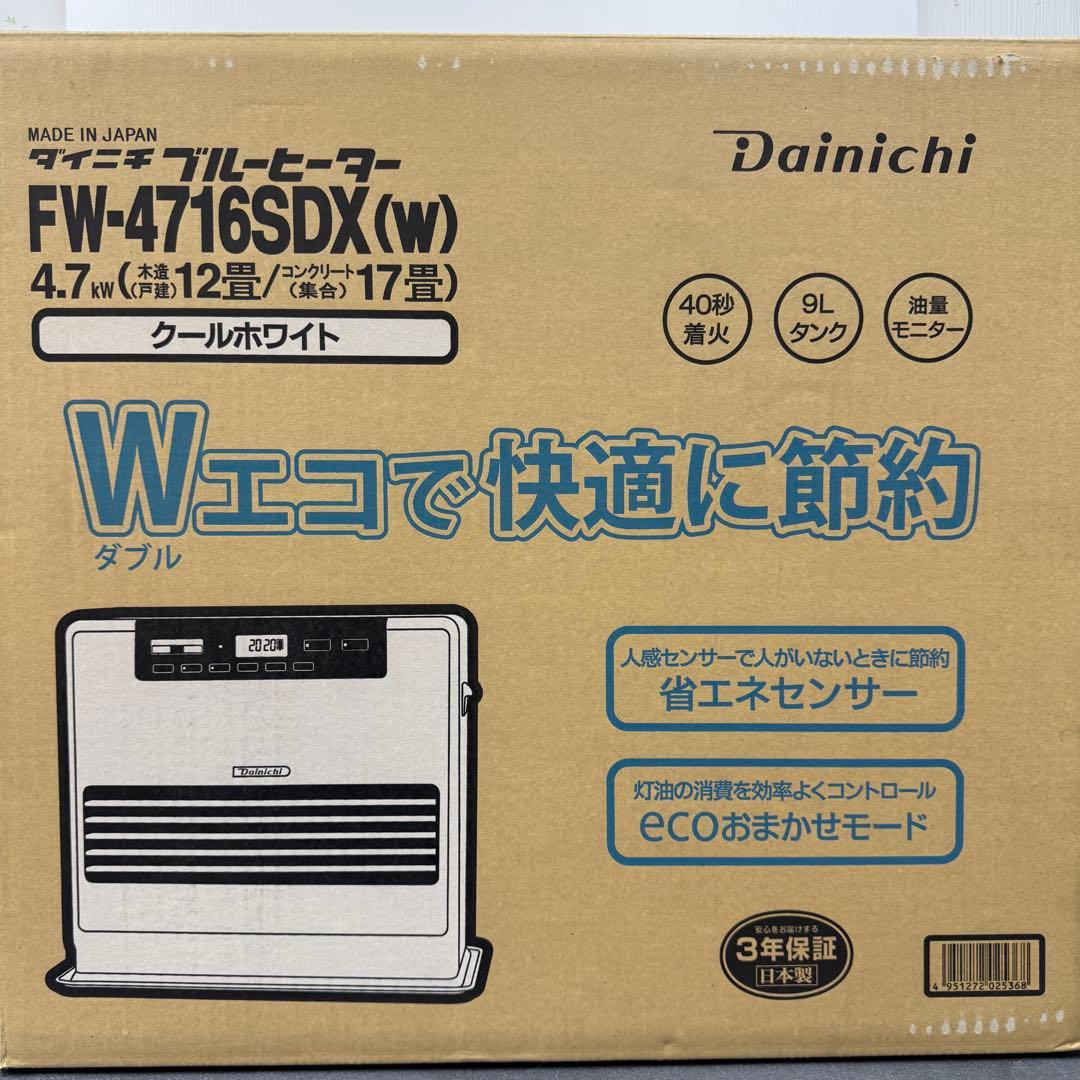 MADE IN JAPAN
ダイニチ ブルーヒーター
FW-4716SDX(W)
4.7kW(木造(戸建)12畳/コンクリート(集合)17畳)
クールホワイト
Dainichi
40秒
着火
9L
タンク
油量
モニター
Wエコで快適に節約
ダブル
20 20
Dainichi
人感センサーで人がいないときに節約
省エネセンサー
灯油の消費を効率よくコントロール
ecoおまかせモード
安心をお届けする
3年保証
日本製
4 951272 025368